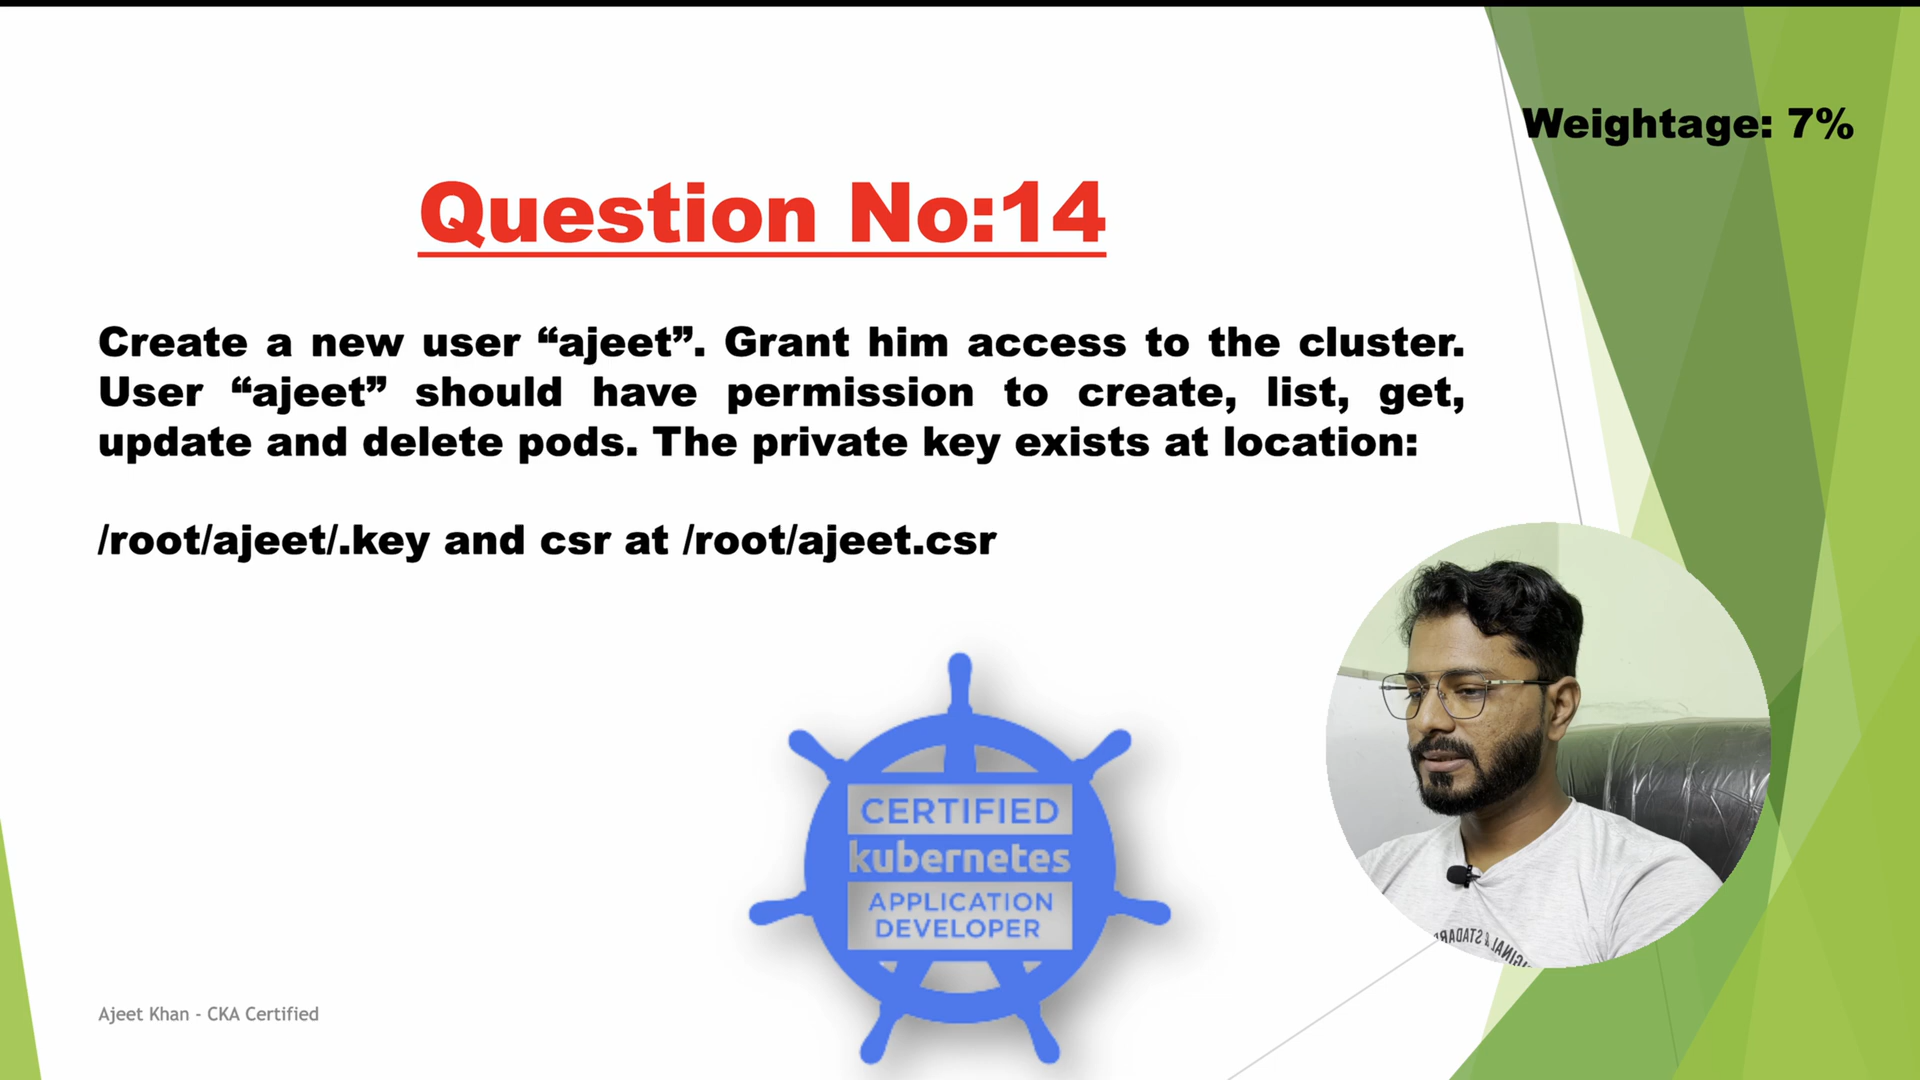 Weightage: 7%
Question No:14
Create a new user “ajeet”. Grant him access to the cluster.
User “ajeet” should have permission to create, list, get,
update and delete pods. The private key exists at location:
/root/ajeet/.key and csr at /root/ajeet.csr
CERTIFIED
kubernetes
APPLICATION
DEVELOPER
Ajeet Khan - CKA Certified